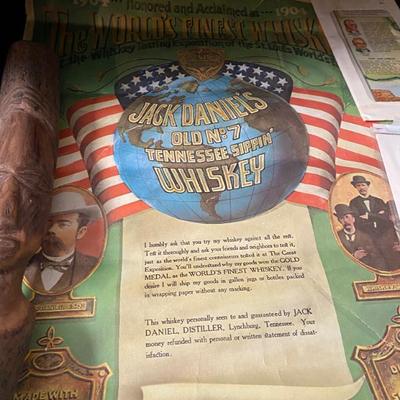 1904 Honored and Acclaimed as 1904
The WORLD'S FINEST WHISK
JACK DANIEL'S
OLD No 7
TENNESSEE SIPPIN'
WHISKEY
I humbly ask that you try my whiskey against all the rest.
Test it thoroughly and ask your friends and neighbors to test it,
just as the world's finest connoisseurs tested it at The Great
Exposition. You'll understand why my goods won the GOLD
MEDAL as the WORLD'S FINEST WHISKEY. If you
desire I will ship my goods in gallon jugs or bottles packed
in wrapping paper without any marking.
This whiskey personally seen to and guaranteed by JACK
DANIEL, DISTILLER, Lynchburg, Tennessee. Your
money refunded with personal or written statement of dissat-
isfaction.
MADE WITH
OLD